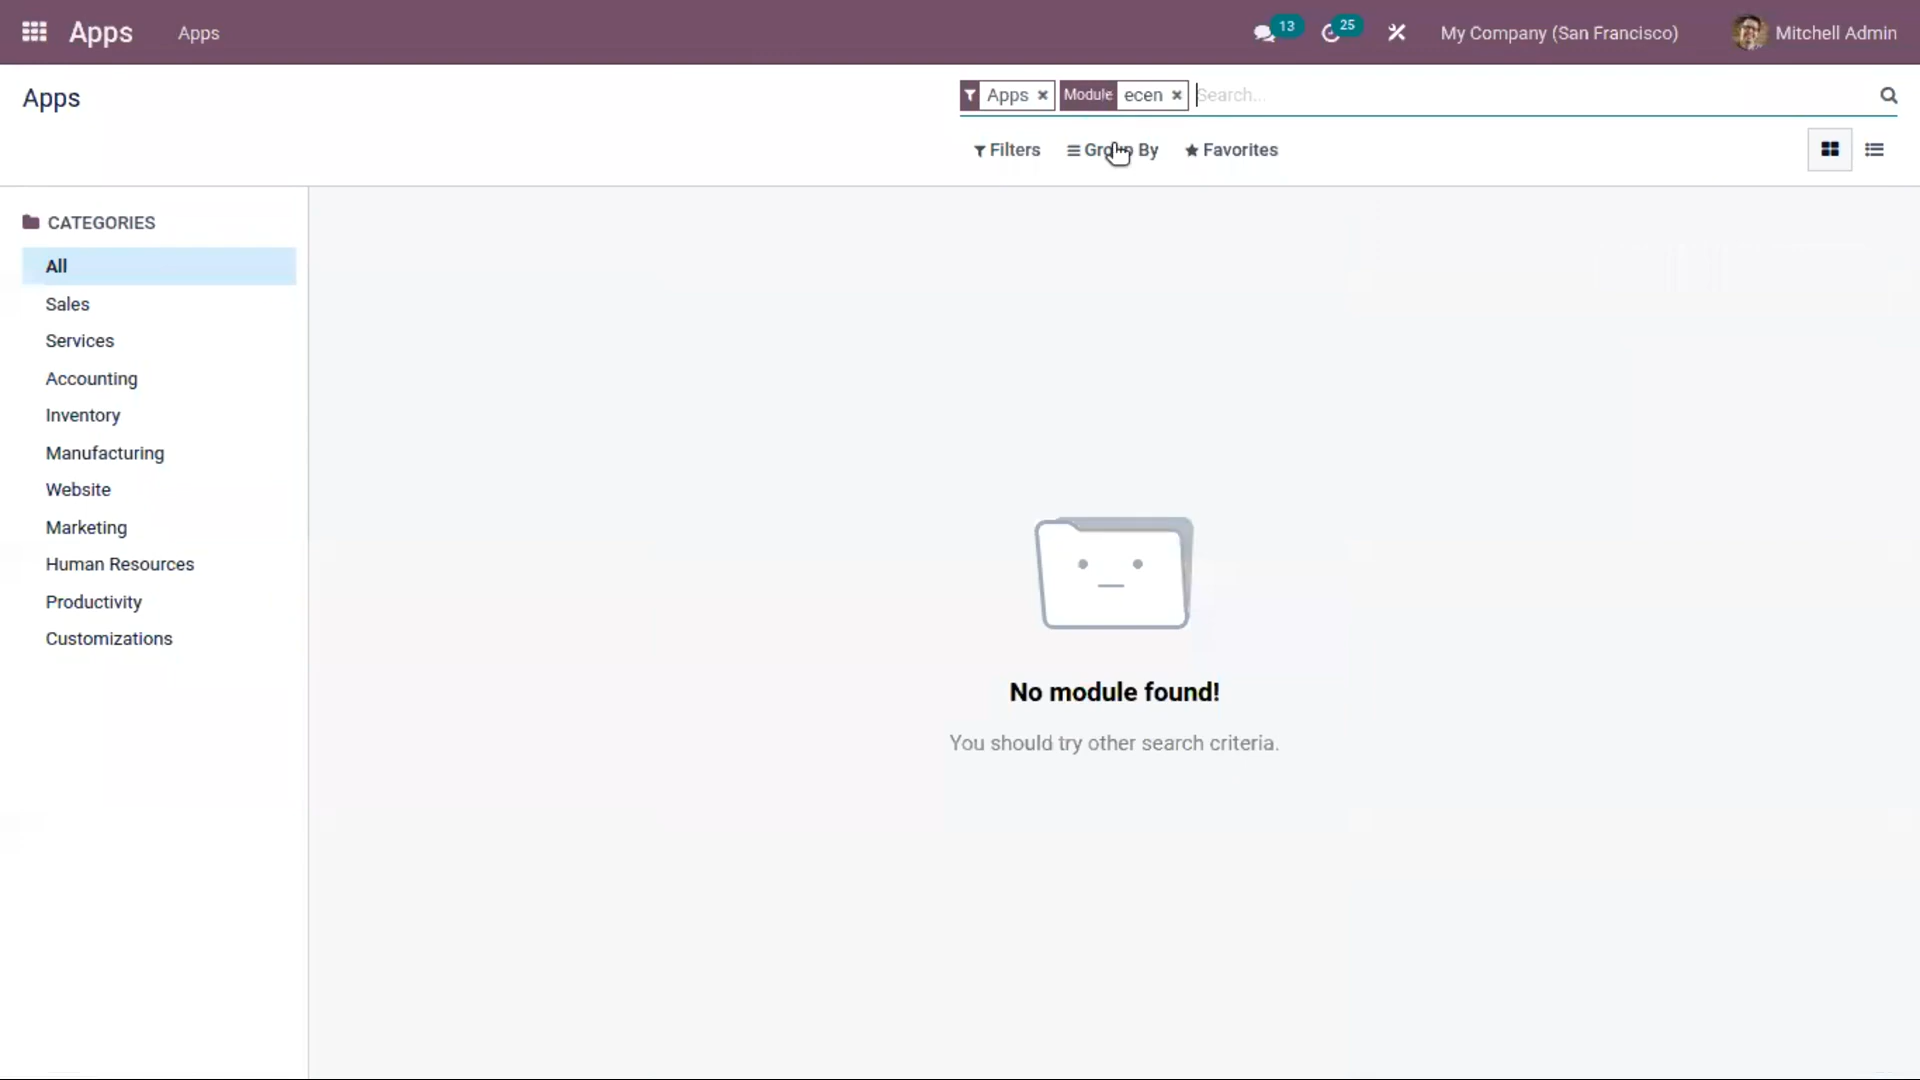 Apps Apps 13 25 My Company (San Francisco) Mitchell Admin
Apps
Apps × Module ecen × Search...
Filters Group By Favorites
CATEGORIES
All
Sales
Services
Accounting
Inventory
Manufacturing
Website
Marketing
Human Resources
Productivity
Customizations
No module found!
You should try other search criteria.